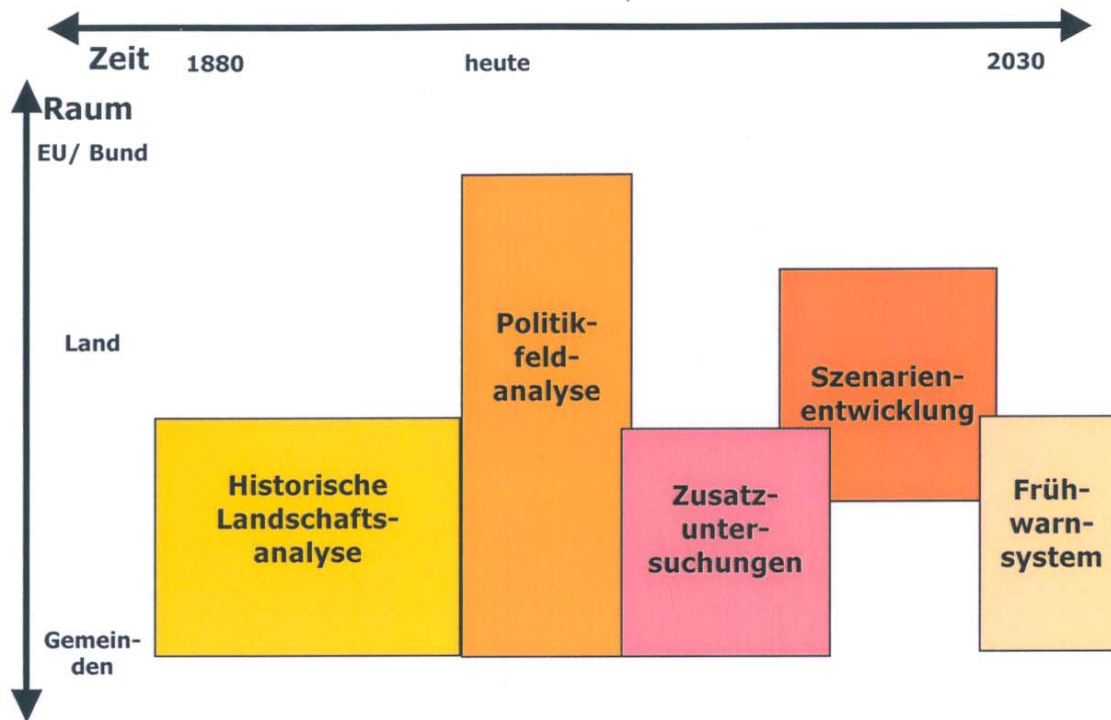 Zeit 1880 heute 2030
Raum
EU/ Bund
Land
Gemein-
den
Historische
Landschafts-
analyse
Politik-
feld-
analyse
Zusatz-
unter-
suchungen
Szenarien-
entwicklung
Früh-
warn-
system